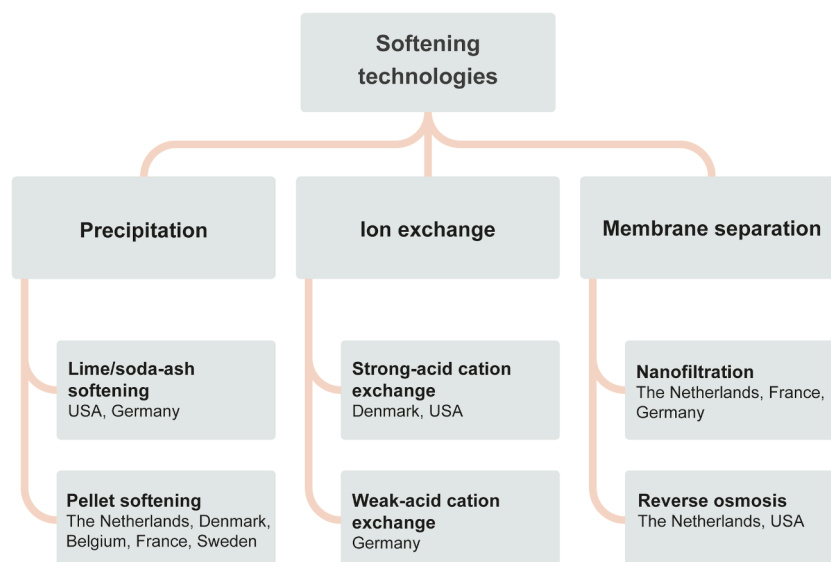 Softening
technologies
Precipitation
Ion exchange
Membrane separation
Lime/soda-ash
softening
USA, Germany
Strong-acid cation
exchange
Denmark, USA
Nanofiltration
The Netherlands, France,
Germany
Pellet softening
The Netherlands, Denmark,
Belgium, France, Sweden
Weak-acid cation
exchange
Germany
Reverse osmosis
The Netherlands, USA